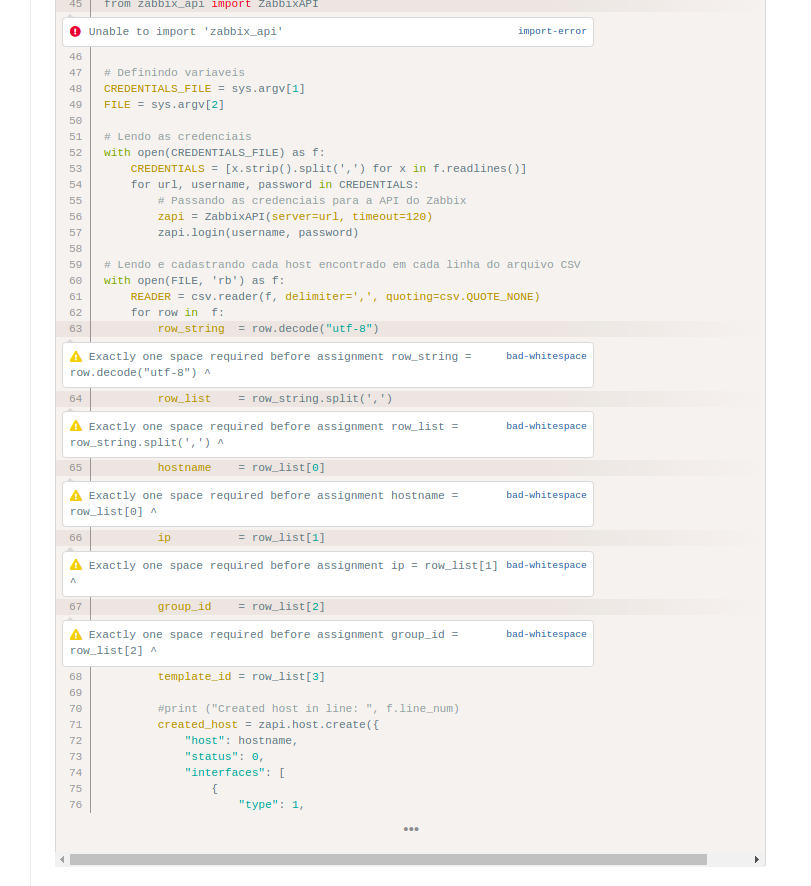 45 from zabbix_api import ZabbixAPI
Unable to import 'zabbix_api' import-error
46
47 # Definindo variaveis
48 CREDENTIALS_FILE = sys.argv[1]
49 FILE = sys.argv[2]
50
51 # Lendo as credenciais
52 with open(CREDENTIALS_FILE) as f:
53 CREDENTIALS = [x.strip().split(',') for x in f.readlines()]
54 for url, username, password in CREDENTIALS:
55 # Passando as credenciais para a API do Zabbix
56 zapi = ZabbixAPI(server=url, timeout=120)
57 zapi.login(username, password)
58
59 # Lendo e cadastrando cada host encontrado em cada linha do arquivo CSV
60 with open(FILE, 'rb') as f:
61 READER = csv.reader(f, delimiter=',', quoting=csv.QUOTE_NONE)
62 for row in  f:
63 row_string  = row.decode("utf-8")
Exactly one space required before assignment row_string = bad-whitespace
row.decode("utf-8") ^
64 row_list    = row_string.split(',')
Exactly one space required before assignment row_list = bad-whitespace
row_string.split(',') ^
65 hostname    = row_list[0]
Exactly one space required before assignment hostname = bad-whitespace
row_list[0] ^
66 ip          = row_list[1]
Exactly one space required before assignment ip = row_list[1] bad-whitespace
^
67 group_id    = row_list[2]
Exactly one space required before assignment group_id = bad-whitespace
row_list[2] ^
68 template_id = row_list[3]
69
70 #print ("Created host in line: ", f.line_num)
71 created_host = zapi.host.create({
72 "host": hostname,
73 "status": 0,
74 "interfaces": [
75 {
76 "type": 1,